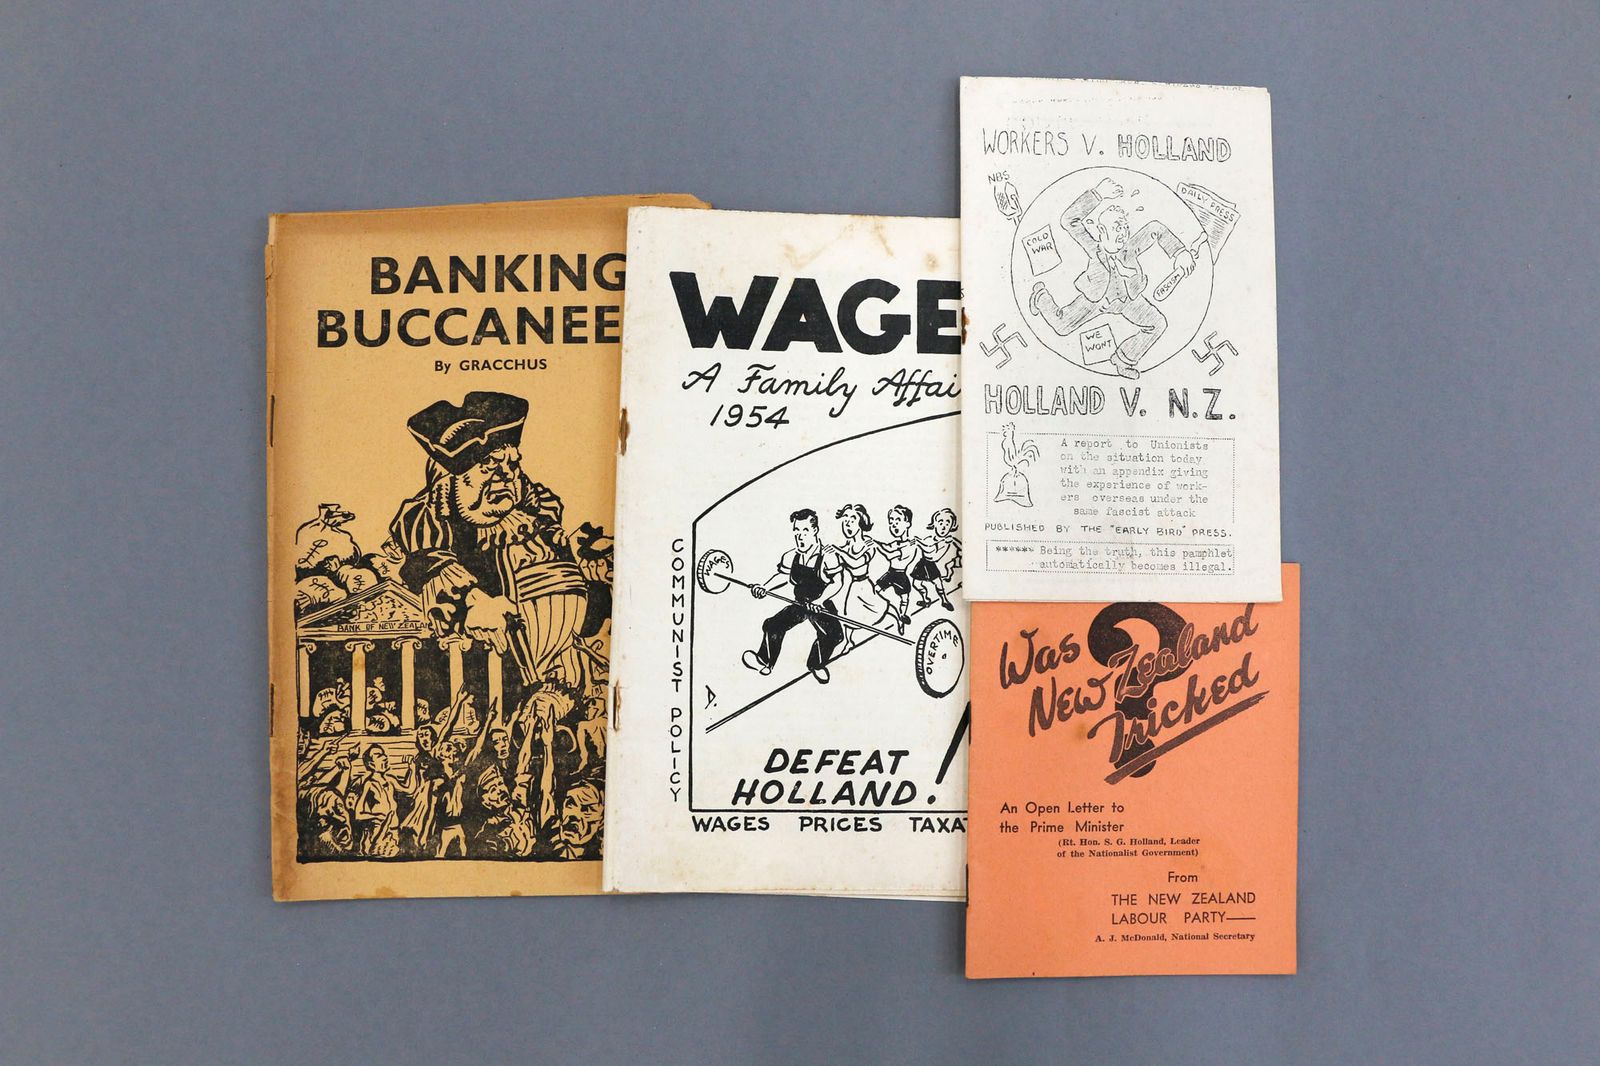 BANKING
BUCCANEE
By GRACCHUS
BANK OF NEW ZEALAN
WAGE
A Family Affai
1954
COMMUNIST POLICY
WAGES
OVERTIME
D.
DEFEAT
HOLLAND!
WAGES PRICES TAXA
WORKERS V. HOLLAND
NBS
DAILY PRESS
COLD
WAR
FASCISM
WE
WONT
HOLLAND V. N.Z.
A report to Unionists
on the situation today
with an appendix giving
the experience of work-
ers overseas under the
same fascist attack
PUBLISHED BY THE "EARLY BIRD" PRESS.
***** Being the truth, this pamphlet
automatically becomes illegal.
Was
New Zealand
Tricked
?
An Open Letter to
the Prime Minister
(Rt. Hon. S. G. Holland, Leader
of the Nationalist Government)
From
THE NEW ZEALAND
LABOUR PARTY—
A. J. McDonald, National Secretary